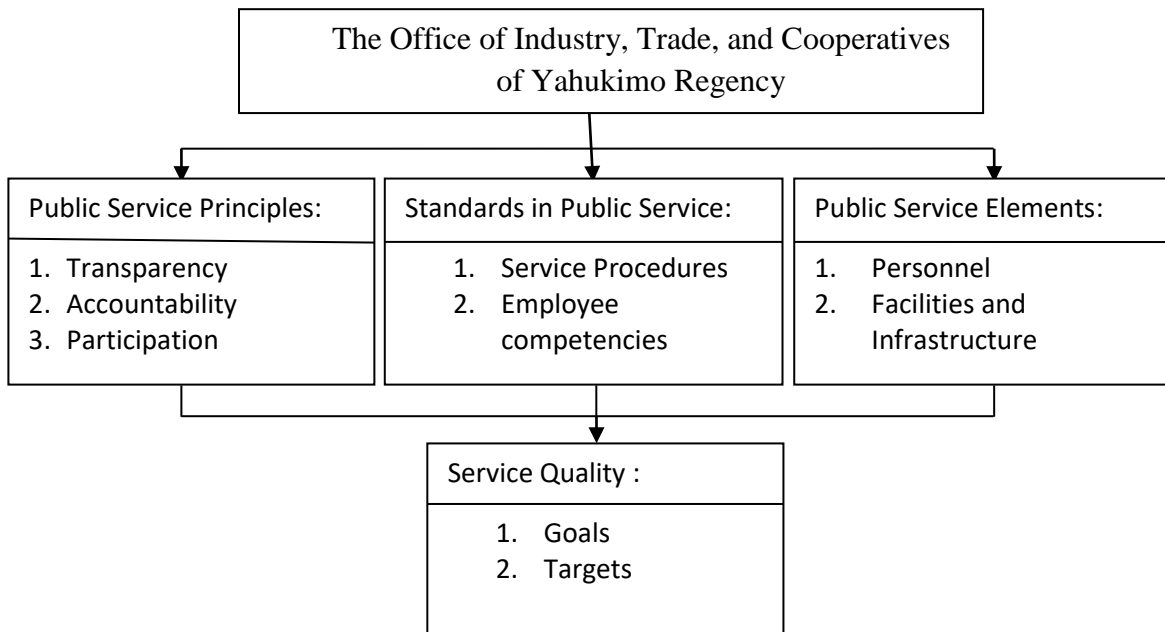 The Office of Industry, Trade, and Cooperatives
of Yahukimo Regency
Public Service Principles:
1. Transparency
2. Accountability
3. Participation
Standards in Public Service:
1. Service Procedures
2. Employee
competencies
Public Service Elements:
1. Personnel
2. Facilities and
Infrastructure
Service Quality :
1. Goals
2. Targets